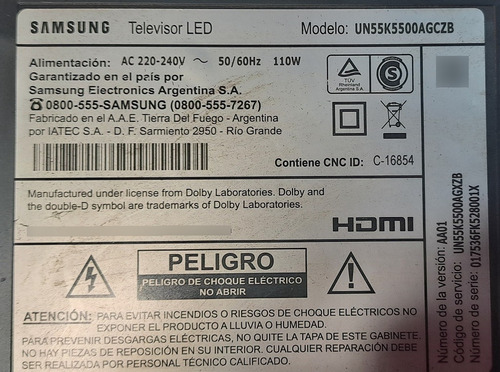 SAMSUNG Televisor LED Modelo: UN55K5500AGCZB
Alimentación: AC 220-240V ～ 50/60Hz 110W
Garantizado en el país por
Samsung Electronics Argentina S.A.
☎0800-555-SAMSUNG (0800-555-7267)
Fabricado en el A.A.E. Tierra Del Fuego - Argentina
por IATEC S.A. - D. F. Sarmiento 2950 - Río Grande
TÜV
Rheinland
Argentina S.A.
S
Contiene CNC ID: C-16854
Manufactured under license from Dolby Laboratories. Dolby and
the double-D symbol are trademarks of Dolby Laboratories.
HDMI
PELIGRO
PELIGRO DE CHOQUE ELÉCTRICO
NO ABRIR
ATENCIÓN: PARA EVITAR INCENDIOS O RIESGOS DE CHOQUE ELÉCTRICOS NO
EXPONER EL PRODUCTO A LLUVIA O HUMEDAD.
PARA PREVENIR DESGARGAS ELÉCTRICAS, NO QUITE LA TAPA DE ESTE GABINETE.
NO HAY PIEZAS DE REPOSICIÓN EN SU INTERIOR. CUALQUIER REPARACIÓN DEBE
SER REALIZADA POR PERSONAL TÉCNICO CALIFICADO.
Número de la versión: AA01
Código de servicio: UN55K5500AGXZB
Número de serie: 017536FK528001X